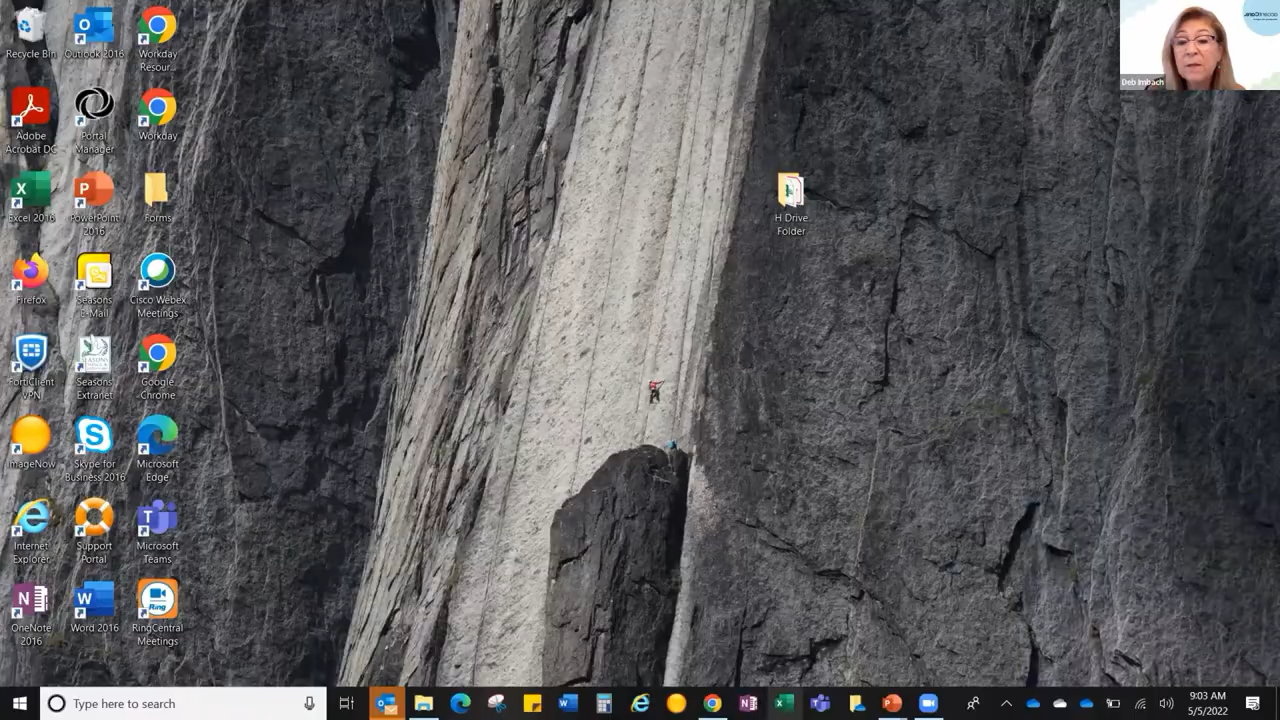 Recycle Bin
Outlook 2016
Workday
Resour...
Adobe
Acrobat DC
Portal
Manager
Workday
Excel 2016
PowerPoint
2016
Forms
Firefox
Seasons
E-Mail
Cisco Webex
Meetings
FortiClient
VPN
Seasons
Extranet
Google
Chrome
ImageNow
Skype for
Business 2016
Microsoft
Edge
Internet
Explorer
Support
Portal
Microsoft
Teams
OneNote
2016
Word 2016
Ring
RingCentral
Meetings
H Drive
Folder
Deb Imbach
Type here to search
9:03 AM
5/5/2022